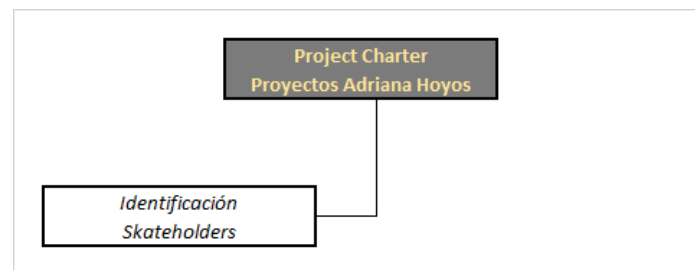 Project Charter
Proyectos Adriana Hoyos
Identificación
Skateholders